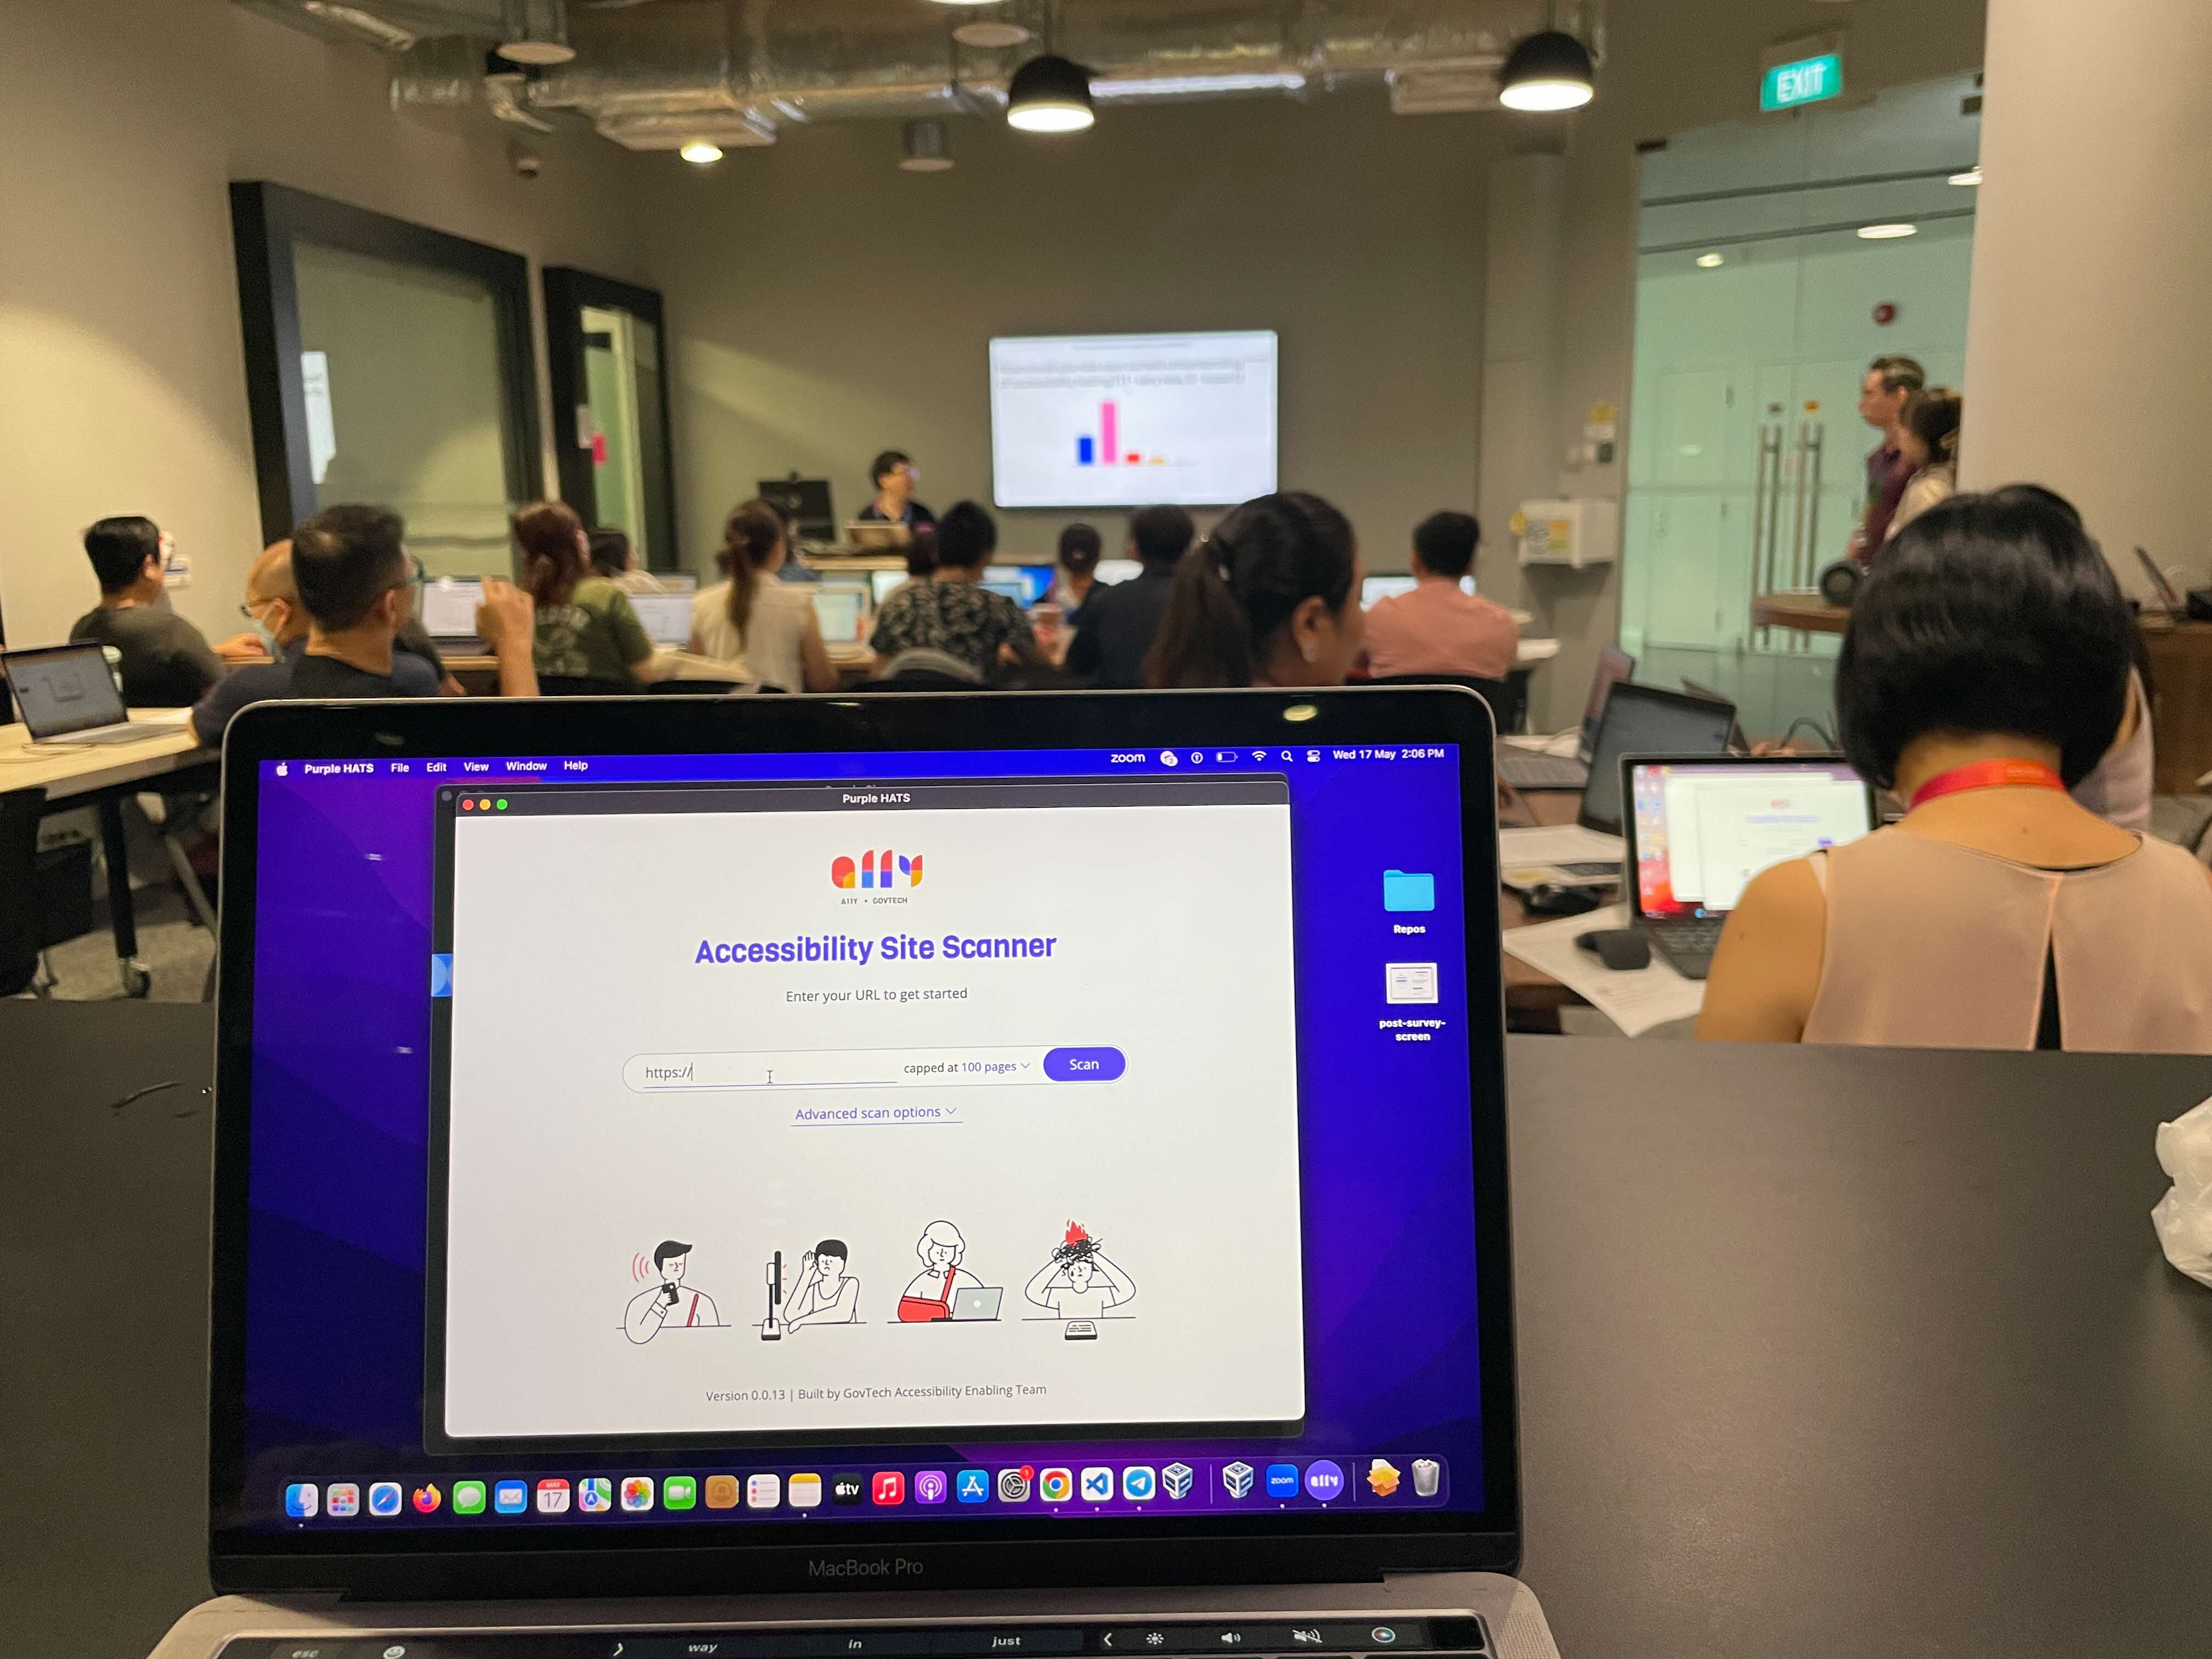 EXIT
Purple HATS File Edit View Window Help
zoom
Wed 17 May 2:06 PM
Purple HATS
a11y
A11Y • GOVTECH
Accessibility Site Scanner
Enter your URL to get started
https://
capped at 100 pages
Scan
Advanced scan options
Version 0.0.13 | Built by GovTech Accessibility Enabling Team
Repos
post-survey-
screen
MAY
17
tv
1
zoom
a11y
MacBook Pro
esc
way
in
just